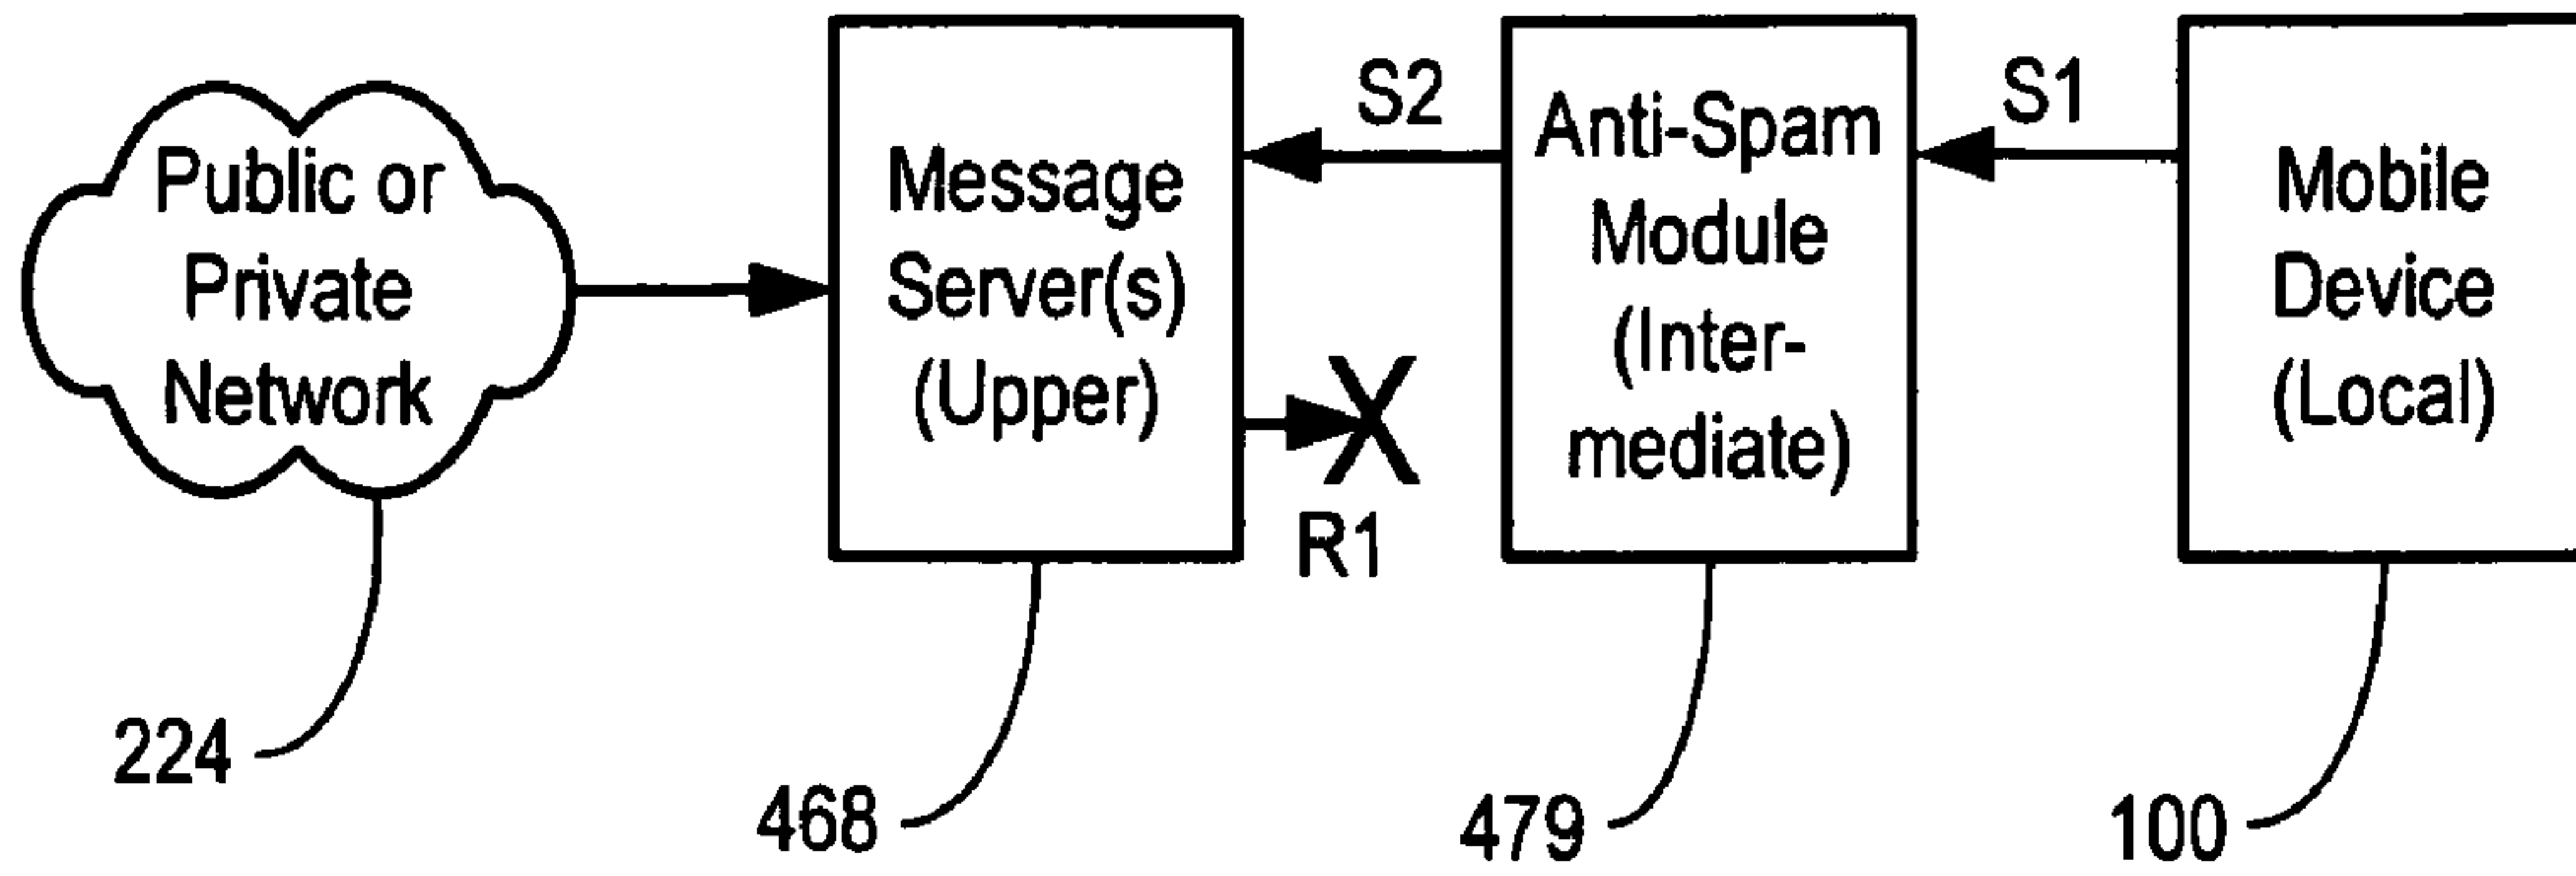 Public or
Private
Network
Message
Server(s)
(Upper)
S2
R1
Anti-Spam
Module
(Inter-
mediate)
S1
Mobile
Device
(Local)
224
468
479
100